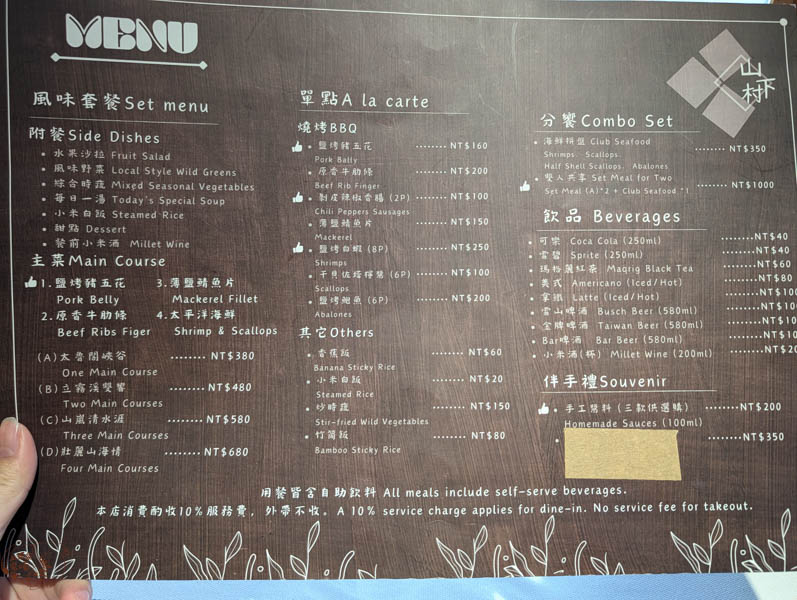 MENU
風味套餐Set menu
附餐Side Dishes
• 水果沙拉 Fruit Salad
• 風味野菜 Local Style Wild Greens
• 綜合時蔬 Mixed Seasonal Vegetables
• 每日一湯 Today's Special Soup
• 小米白飯 Steamed Rice
• 甜點 Dessert
• 餐前小米酒 Millet Wine
主菜Main Course
1.鹽烤豬五花
Pork Belly
2.原香牛肋條
Beef Ribs Figer
3.薄鹽鯖魚片
Mackerel Fillet
4.太平洋海鮮
Shrimp & Scallops
(A)太魯閣峽谷 ........ NT$380
One Main Course
(B)立霧溪雙饗 ........ NT$480
Two Main Courses
(C)山嵐清水涯 ........ NT$580
Three Main Courses
(D)壯麗山海情 ........ NT$680
Four Main Courses
單點A la carte
燒烤BBQ
• 鹽烤豬五花 ........ NT$160
Pork Belly
• 原香牛肋條 ........ NT$200
Beef Rib Finger
• 剝皮辣椒香腸 (2P) ........ NT$100
Chili Peppers Sausages
• 薄鹽鯖魚片 ........ NT$150
Mackerel
• 鹽烤白蝦 (8P) ........ NT$250
Shrimps
• 干貝佐塔檸醬 (6P) ........ NT$100
Scallops
• 鹽烤鮑魚 (6P) ........ NT$200
Abalones
其它Others
• 香蕉飯 ........ NT$60
Banana Sticky Rice
• 小米白飯 ........ NT$20
Steamed Rice
• 炒時蔬 ........ NT$150
Stir-fried Wild Vegetables
• 竹筒飯 ........ NT$80
Bamboo Sticky Rice
山下
村
分饗Combo Set
• 海鮮拼盤 Club Seafood ........ NT$350
Shrimps、Scallops、
Half Shell Scallops、Abalones
• 雙人共享 Set Meal for Two ........ NT$1000
Set Meal (A)*2 + Club Seafood *1
飲品 Beverages
• 可樂 Coca Cola (250ml) ........ NT$40
• 雪碧 Sprite (250ml) ........ NT$40
• 瑪格麗紅茶 Maqrig Black Tea ........ NT$60
• 美式 Americano (Iced/Hot) ........ NT$80
• 拿鐵 Latte (Iced/Hot) ........ NT$100
• 雪山啤酒 Busch Beer (580ml) ........ NT$10
• 金牌啤酒 Taiwan Beer (580ml) ........ NT$10
• Bar啤酒 Bar Beer (580ml) ........ NT$10
• 小米酒(杯) Millet Wine (200ml) ........ NT$20
伴手禮Souvenir
• 手工醬料 (三款供選購) ........ NT$200
Homemade Sauces (100ml)
• ........ NT$350
用餐皆含自助飲料 All meals include self-serve beverages.
本店消費酌收10%服務費，外帶不收。A 10% service charge applies for dine-in. No service fee for takeout.